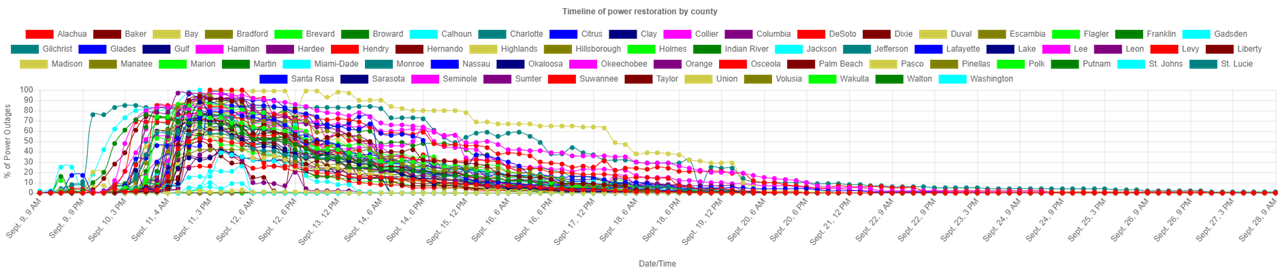 Timeline of power restoration by county
Alachua Baker Bay Bradford Brevard Broward Calhoun Charlotte Citrus Clay Collier Columbia DeSoto Dixie Duval Escambia Flagler Franklin Gadsden
Gilchrist Glades Gulf Hamilton Hardee Hendry Hernando Highlands Hillsborough Holmes Indian River Jackson Jefferson Lafayette Lake Lee Leon Levy Liberty
Madison Manatee Marion Martin Miami-Dade Monroe Nassau Okaloosa Okeechobee Orange Osceola Palm Beach Pasco Pinellas Polk Putnam St. Johns St. Lucie
Santa Rosa Sarasota Seminole Sumter Suwannee Taylor Union Volusia Wakulla Walton Washington
% of Power Outages
100
90
80
70
60
50
40
30
20
10
0
Sept. 9, 9 AM Sept. 9, 9 PM Sept. 10, 3 PM Sept. 11, 4 AM Sept. 11, 3 PM Sept. 12, 6 AM Sept. 12, 6 PM Sept. 13, 12 PM Sept. 14, 6 AM Sept. 14, 6 PM Sept. 15, 12 PM Sept. 16, 6 AM Sept. 16, 6 PM Sept. 17, 12 PM Sept. 18, 6 AM Sept. 18, 6 PM Sept. 19, 12 PM Sept. 20, 6 AM Sept. 20, 6 PM Sept. 21, 12 PM Sept. 22, 9 AM Sept. 22, 9 PM Sept. 23, 3 PM Sept. 24, 9 AM Sept. 24, 9 PM Sept. 25, 3 PM Sept. 26, 9 AM Sept. 26, 9 PM Sept. 27, 3 PM Sept. 28, 9 AM
Date/Time